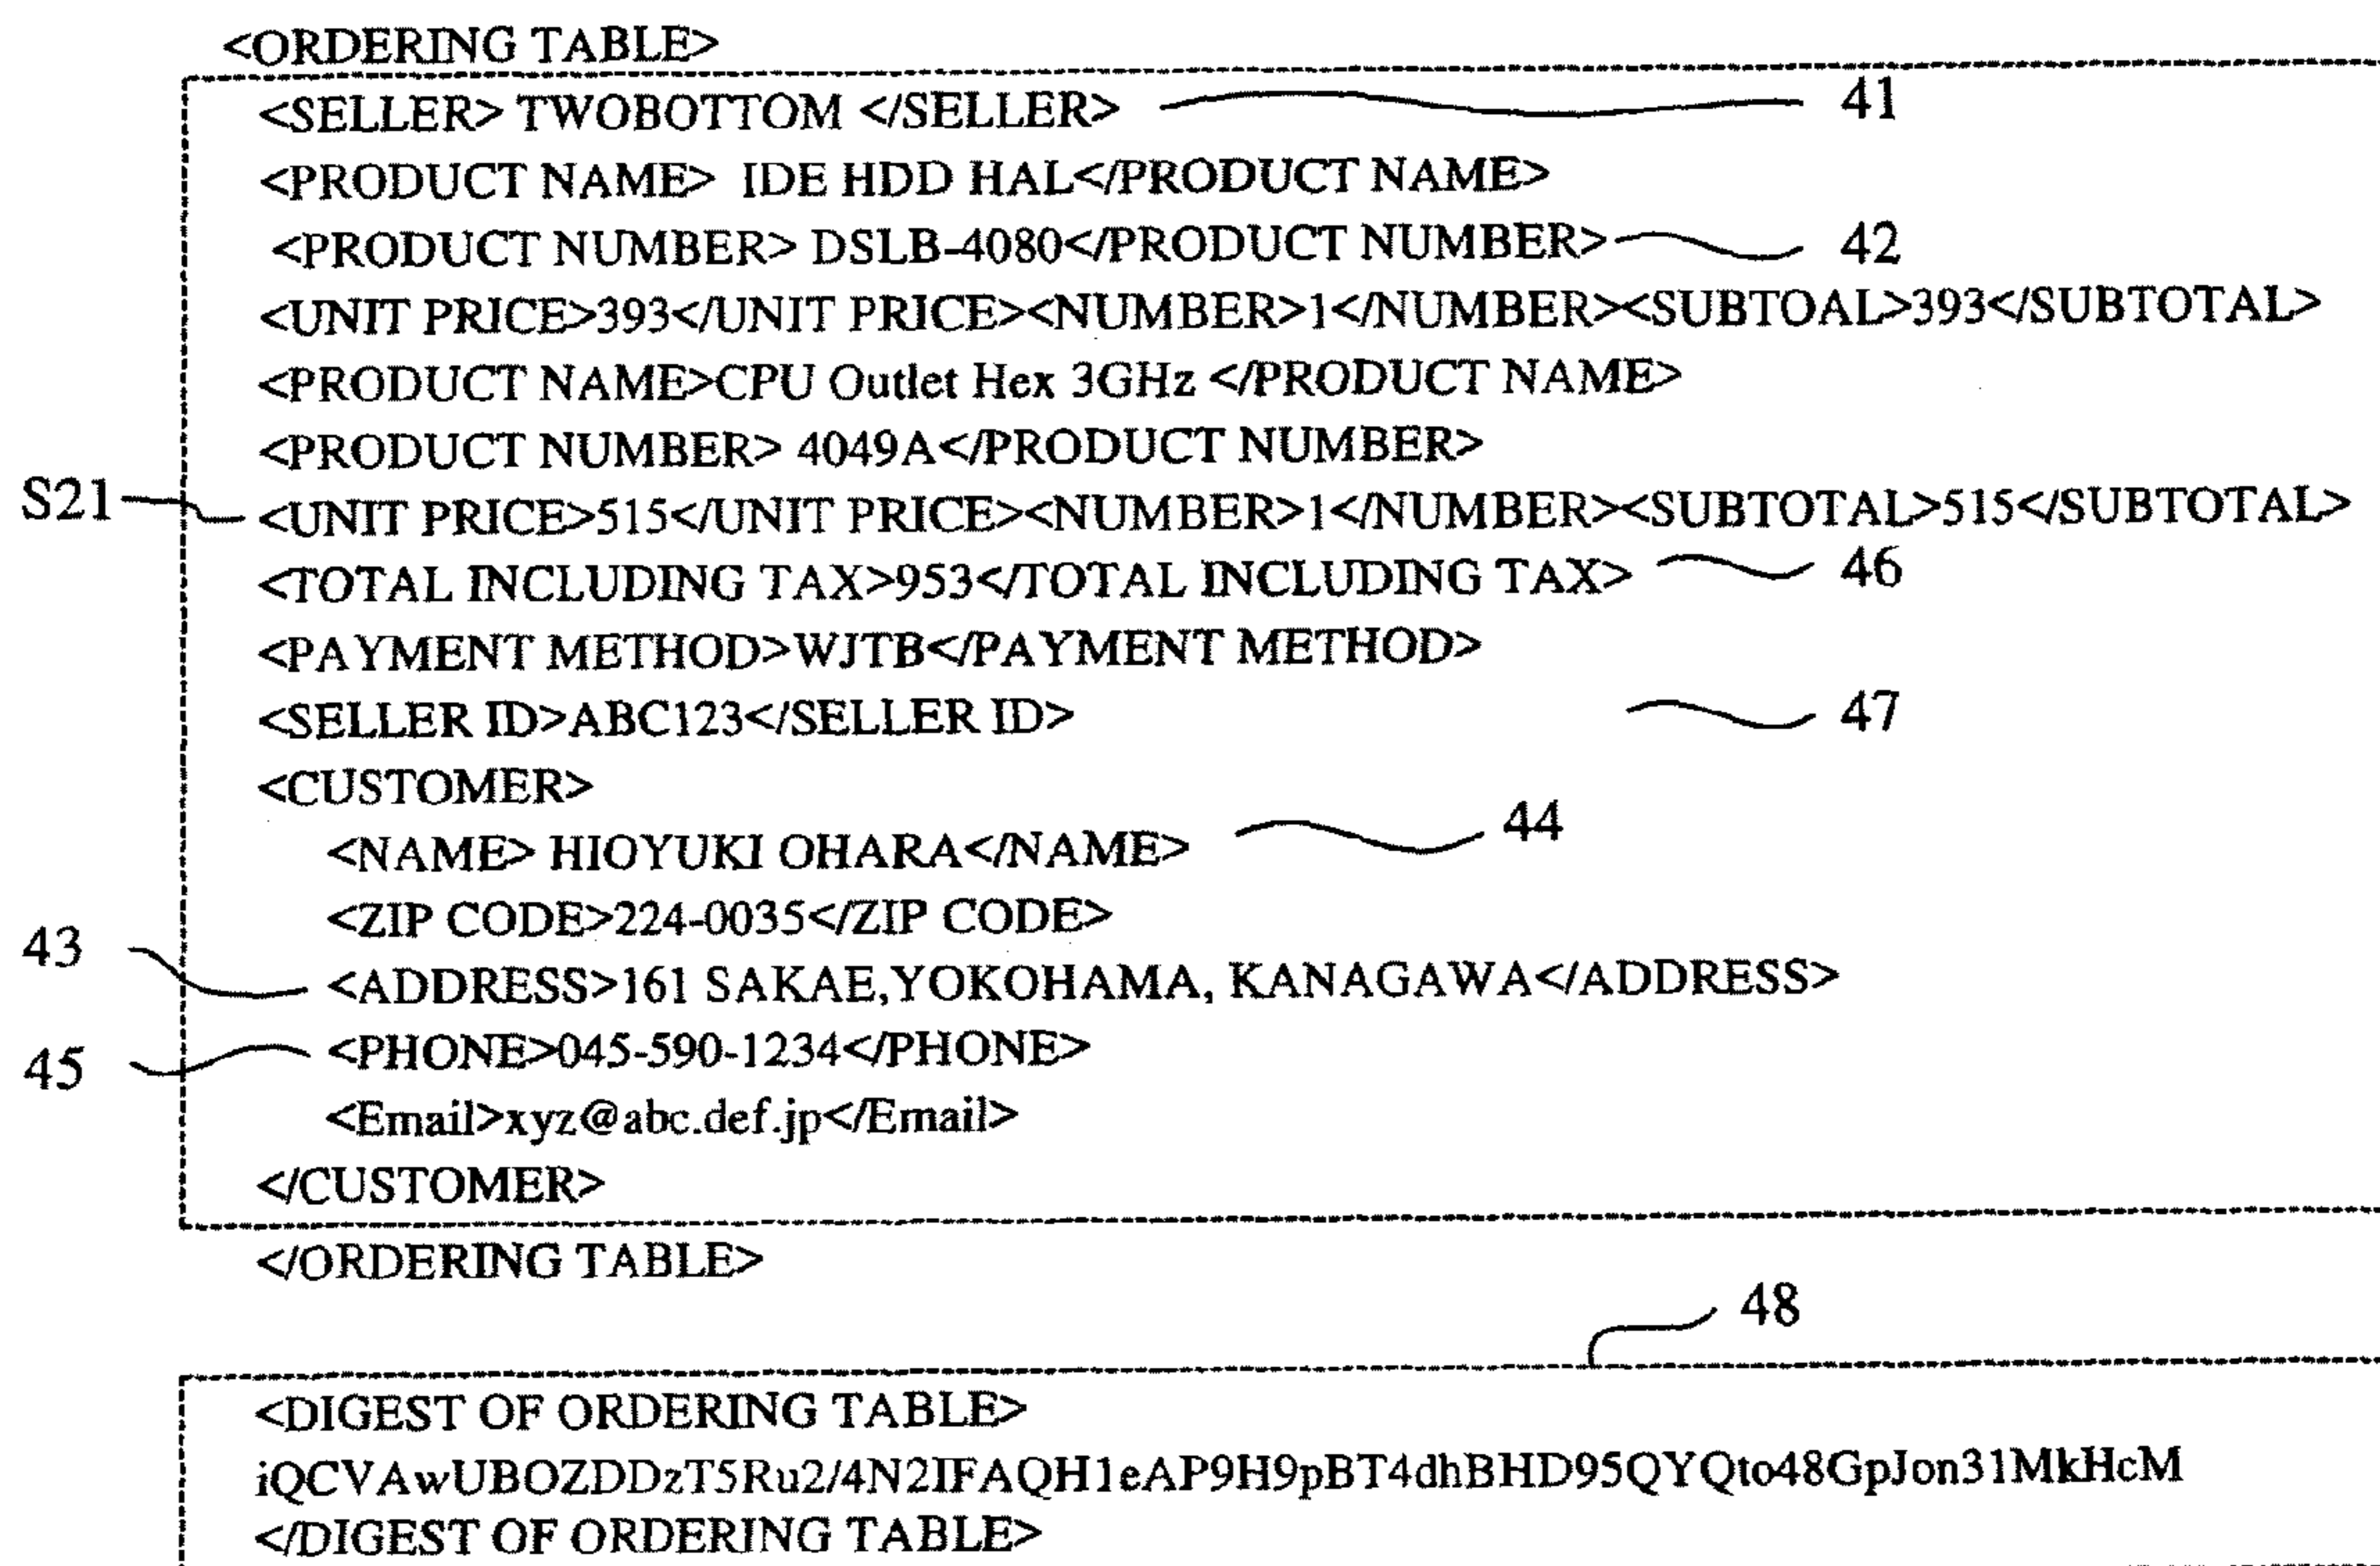 <ORDERING TABLE>
<SELLER> TWOBOTTOM </SELLER> 41
<PRODUCT NAME> IDE HDD HAL</PRODUCT NAME>
<PRODUCT NUMBER> DSLB-4080</PRODUCT NUMBER> 42
<UNIT PRICE>393</UNIT PRICE><NUMBER>1</NUMBER><SUBTOAL>393</SUBTOTAL>
<PRODUCT NAME>CPU Outlet Hex 3GHz </PRODUCT NAME>
<PRODUCT NUMBER> 4049A</PRODUCT NUMBER>
S21 <UNIT PRICE>515</UNIT PRICE><NUMBER>1</NUMBER><SUBTOTAL>515</SUBTOTAL>
<TOTAL INCLUDING TAX>953</TOTAL INCLUDING TAX> 46
<PAYMENT METHOD>WJTB</PAYMENT METHOD>
<SELLER ID>ABC123</SELLER ID> 47
<CUSTOMER>
<NAME> HIOYUKI OHARA</NAME> 44
<ZIP CODE>224-0035</ZIP CODE>
43 <ADDRESS>161 SAKAE,YOKOHAMA, KANAGAWA</ADDRESS>
45 <PHONE>045-590-1234</PHONE>
<Email>xyz@abc.def.jp</Email>
</CUSTOMER>
</ORDERING TABLE>
48
<DIGEST OF ORDERING TABLE>
iQCVAwUBOZDDzT5Ru2/4N2IFAQH1eAP9H9pBT4dhBHD95QYQto48GpJon31MkHcM
</DIGEST OF ORDERING TABLE>